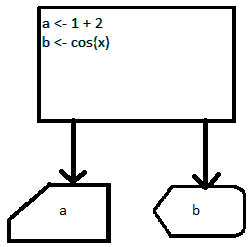 a <- 1 + 2
b <- cos(x)
a
b